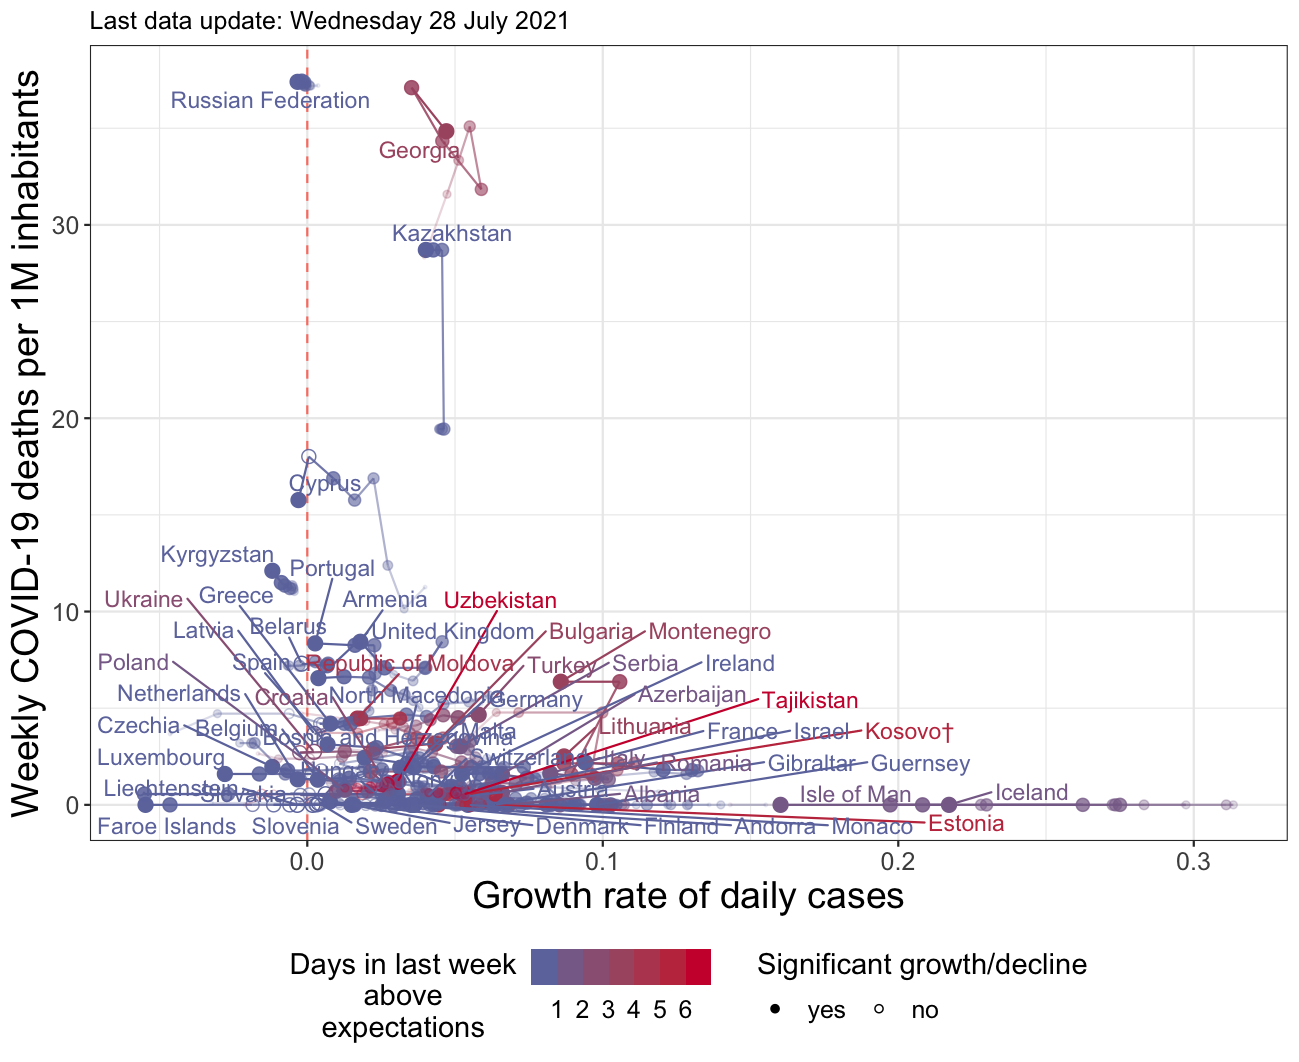 Last data update: Wednesday 28 July 2021
Weekly COVID-19 deaths per 1M inhabitants
30
20
10
0
Russian Federation
Georgia
Kazakhstan
Cyprus
Kyrgyzstan
Portugal
Ukraine
Greece
Armenia
Uzbekistan
Latvia
Belarus
United Kingdom
Bulgaria
Montenegro
Poland
Spain
Republic of Moldova
Turkey
Serbia
Ireland
Netherlands
Croatia
North Macedonia
Germany
Azerbaijan
Tajikistan
Czechia
Belgium
Bosnia and Herzegovina
Malta
Lithuania
France
Israel
Kosovo†
Luxembourg
Switzerland
Italy
Romania
Gibraltar
Guernsey
Liechtenstein
Slovakia
Austria
Albania
Isle of Man
Iceland
Faroe Islands
Slovenia
Sweden
Jersey
Denmark
Finland
Andorra
Monaco
Estonia
0.0
0.1
0.2
0.3
Growth rate of daily cases
Days in last week
above
expectations
1 2 3 4 5 6
Significant growth/decline
yes
no